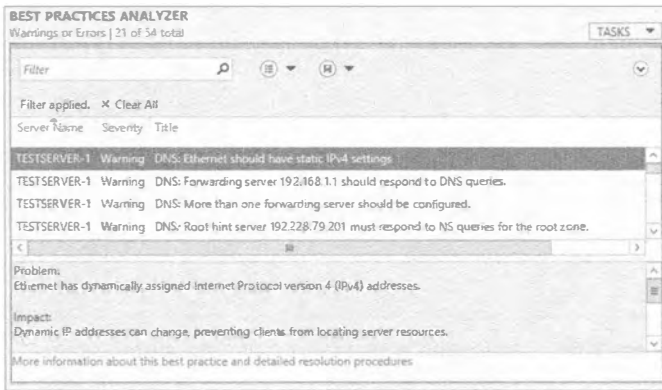 BEST PRACTICES ANALYZER
Warnings or Errors | 21 of 54 total
TASKS
Filter
Filter applied. × Clear All
Server Name Severity Title
TESTSERVER-1 Warning DNS: Ethernet should have static IPv4 settings
TESTSERVER-1 Warning DNS: Forwarding server 192.168.1.1 should respond to DNS queries.
TESTSERVER-1 Warning DNS: More than one forwarding server should be configured.
TESTSERVER-1 Warning DNS: Root hint server 192.228.79.201 must respond to NS queries for the root zone.
Problem:
Ethernet has dynamically assigned Internet Protocol version 4 (IPv4) addresses.
Impact:
Dynamic IP addresses can change, preventing clients from locating server resources.
More information about this best practice and detailed resolution procedures